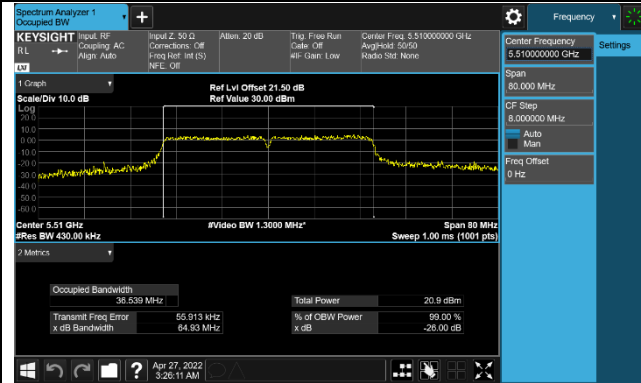 Spectrum Analyzer 1
Occupied BW
Frequency
KEYSIGHT
RL
LXI
Input: RF
Coupling: AC
Align: Auto
Input Z: 50 Ω
Corrections: Off
Freq Ref: Int (S)
NFE: Off
Atten: 20 dB
Trig: Free Run
Gate: Off
#IF Gain: Low
Center Freq: 5.510000000 GHz
Avg|Hold: 50/50
Radio Std: None
Center Frequency
5.510000000 GHz
Settings
Span
80.000 MHz
CF Step
8.000000 MHz
Auto
Man
Freq Offset
0 Hz
1 Graph
Scale/Div 10.0 dB
Ref Lvl Offset 21.50 dB
Ref Value 30.00 dBm
Log
20.0
10.0
0.00
-10.0
-20.0
-30.0
-40.0
-50.0
-60.0
Center 5.51 GHz
#Video BW 1.3000 MHz*
Span 80 MHz
#Res BW 430.00 kHz
Sweep 1.00 ms (1001 pts)
2 Metrics
Occupied Bandwidth
36.539 MHz
Total Power
20.9 dBm
Transmit Freq Error
55.913 kHz
% of OBW Power
99.00 %
x dB Bandwidth
64.93 MHz
x dB
-26.00 dB
Apr 27, 2022
3:26:11 AM